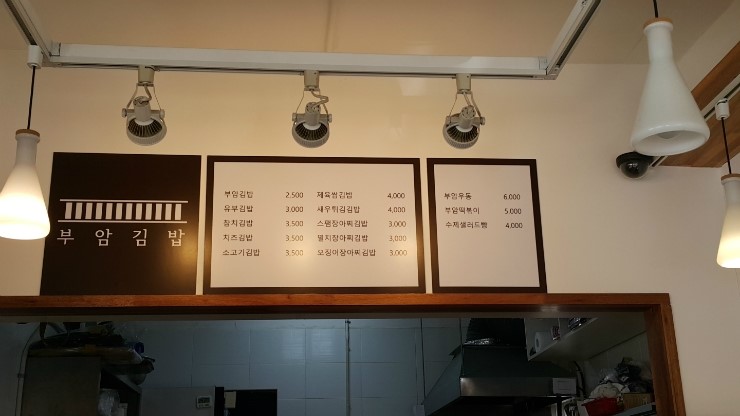 부암김밥
부암김밥 2,500
유부김밥 3,000
참치김밥 3,500
치즈김밥 3,500
소고기김밥 3,500
제육쌈김밥 4,000
새우튀김김밥 4,000
스팸장아찌김밥 3,000
멸치장아찌김밥 3,000
오징어장아찌김밥 3,000
부암우동 6,000
부암떡볶이 5,000
수제샐러드빵 4,000